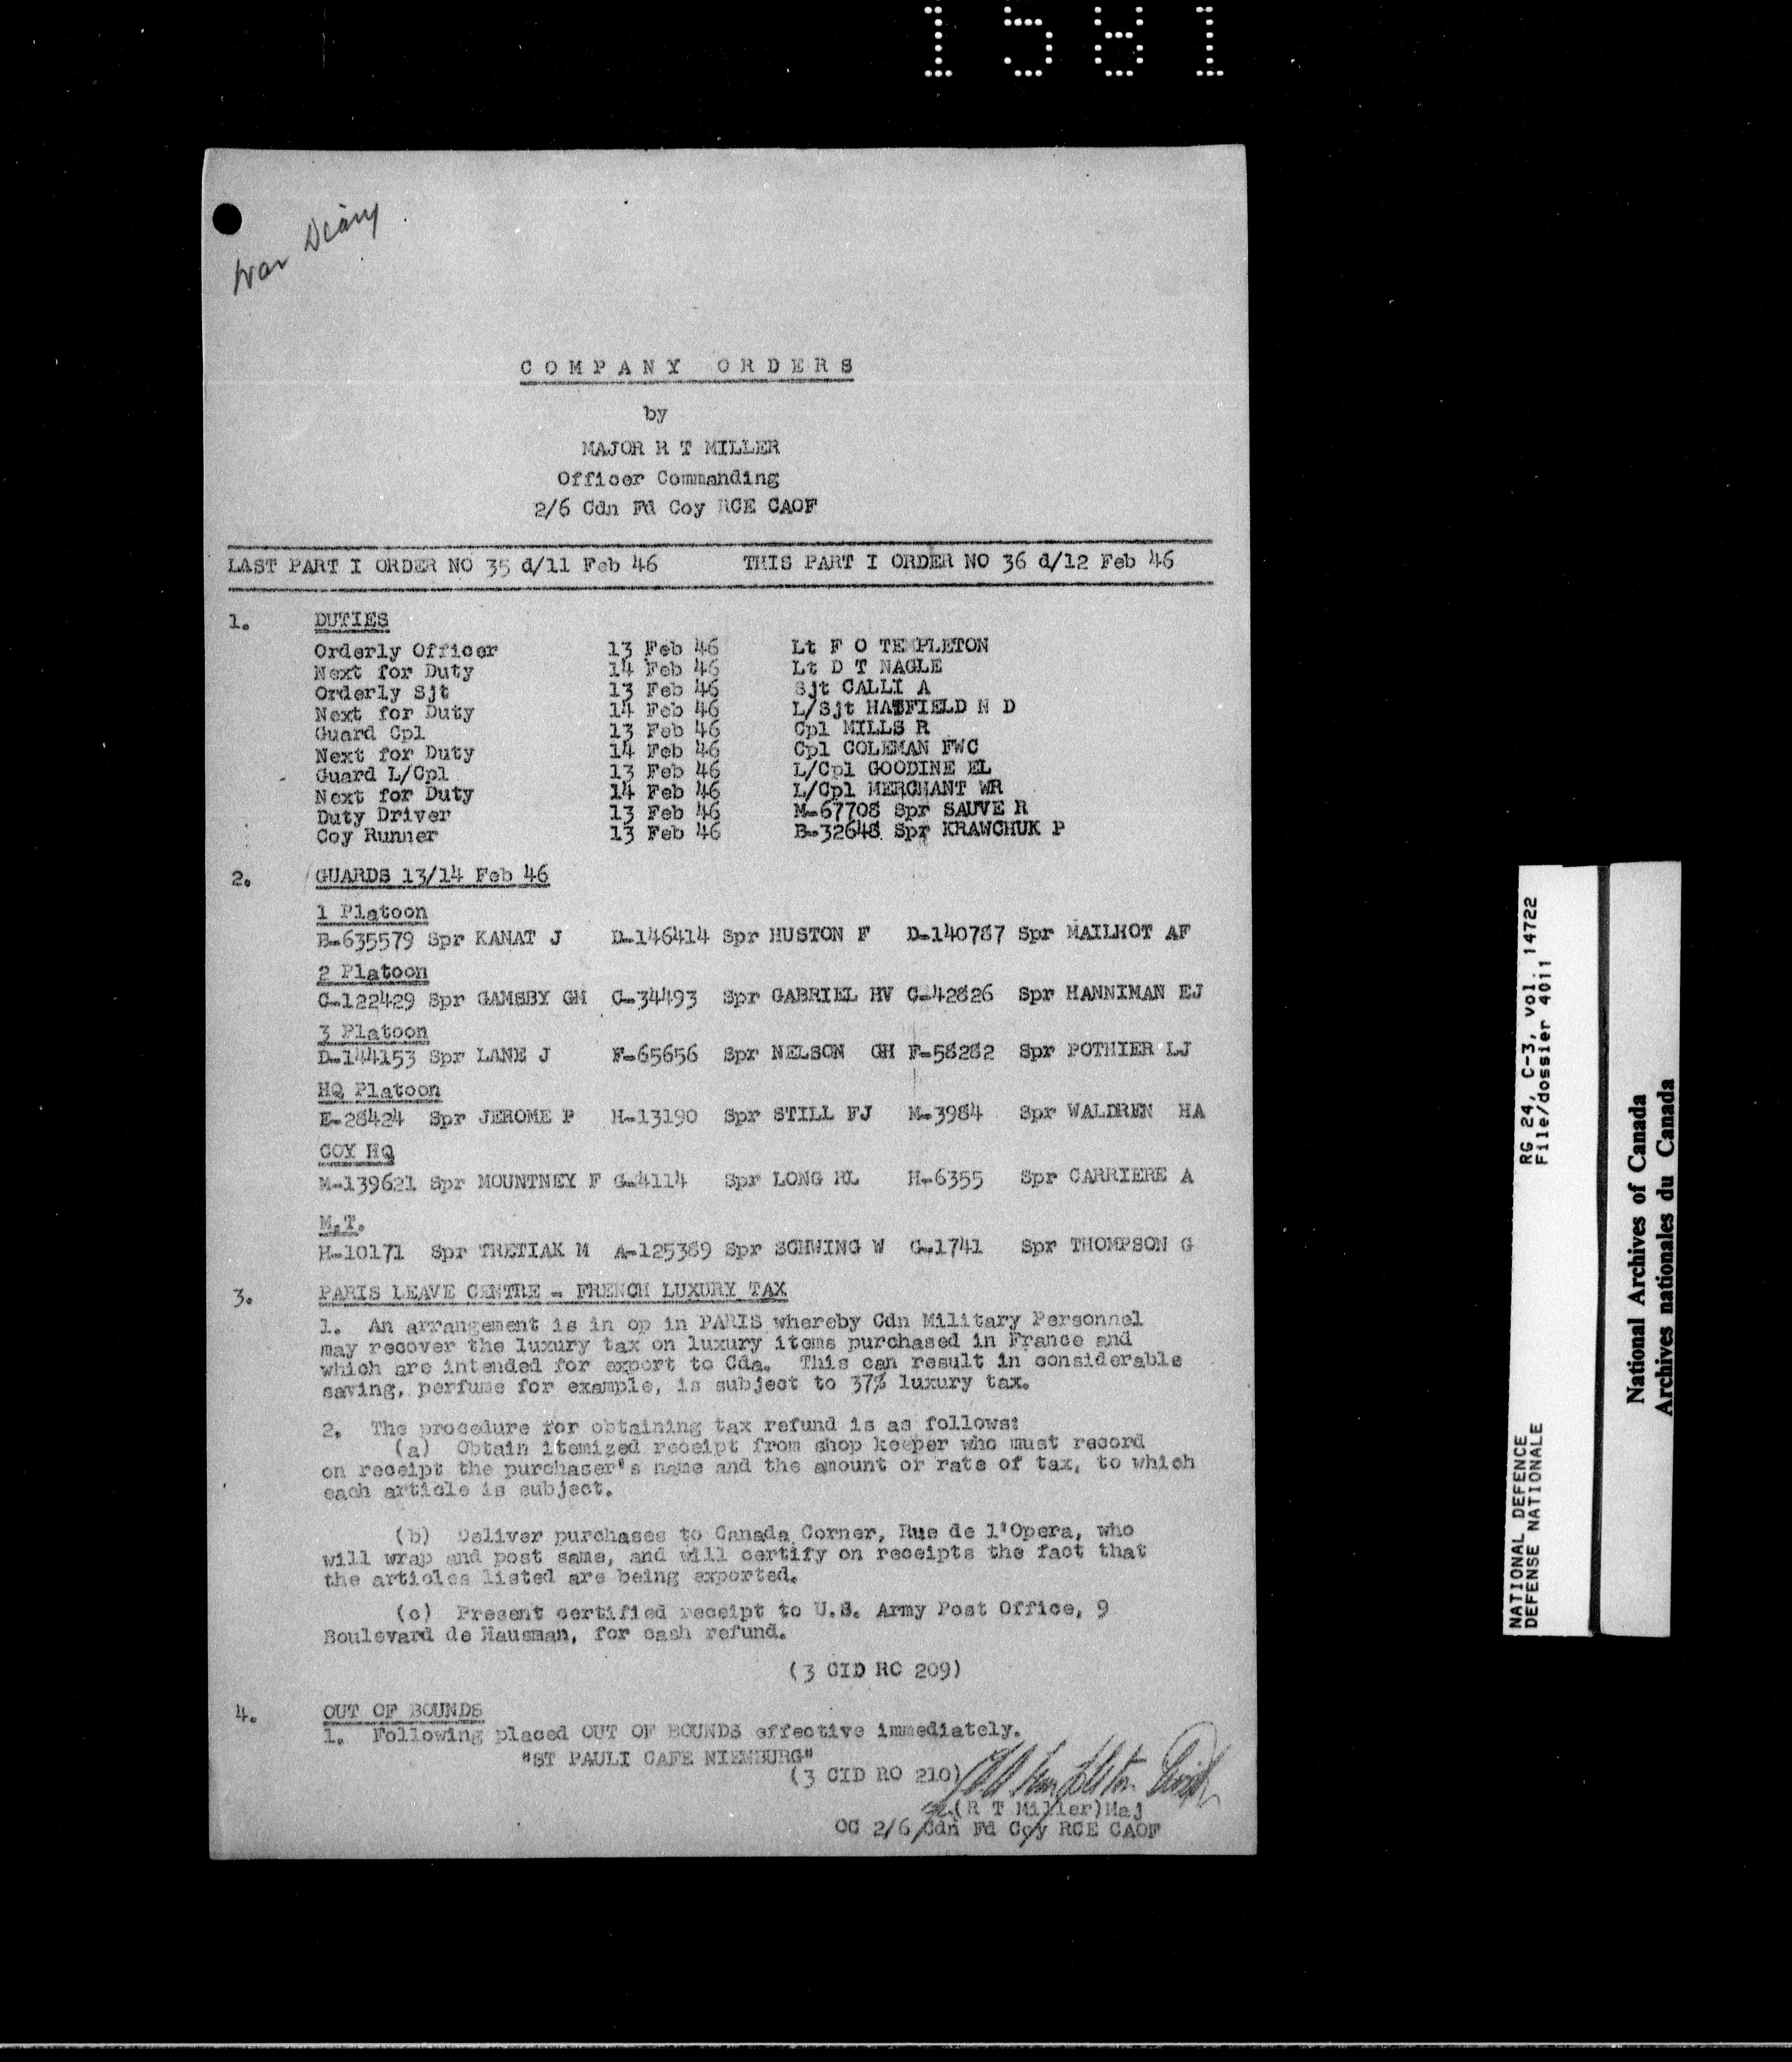 1581
War Diary
COMPANY ORDERS
by
MAJOR R T MILLER
Officer Commanding
2/6 Cdn Fd Coy RCE CAOF
LAST PART I ORDER NO 35 d/11 Feb 46 THIS PART I ORDER NO 36 d/12 Feb 46
1. DUTIES
Orderly Officer 13 Feb 46 Lt F O TEMPLETON
Next for Duty 14 Feb 46 Lt D T NAGLE
Orderly Sjt 13 Feb 46 Sjt CALLI A
Next for Duty 14 Feb 46 L/Sjt HATFIELD N D
Guard Cpl 13 Feb 46 Cpl MILLS R
Next for Duty 14 Feb 46 Cpl COLEMAN FWC
Guard L/Cpl 13 Feb 46 L/Cpl GOODINE EL
Next for Duty 14 Feb 46 L/Cpl MERCHANT WR
Duty Driver 13 Feb 46 M-67708 Spr SAUVE R
Coy Runner 13 Feb 46 B-32648 Spr KRAWCHUK P
2. GUARDS 13/14 Feb 46
1 Platoon
B-635579 Spr KANAT J D-146414 Spr HUSTON F D-140787 Spr MAILHOT AF
2 Platoon
C-122429 Spr GAMSBY GM C-34493 Spr GABRIEL HV C-42826 Spr HANNIMAN EJ
3 Platoon
D-144153 Spr LANE J F-65656 Spr NELSON GH F-58282 Spr POTHIER LJ
HQ Platoon
E-28424 Spr JEROME P H-13190 Spr STILL FJ M-3984 Spr WALDREN HA
COY HQ
M-139621 Spr MOUNTNEY F G-4114 Spr LONG RL H-6355 Spr CARRIERE A
M.T.
H-10171 Spr TRETIAK M A-125389 Spr SCHWING W G-1741 Spr THOMPSON G
3. PARIS LEAVE CENTRE - FRENCH LUXURY TAX
1. An arrangement is in op in PARIS whereby Cdn Military Personnel
may recover the luxury tax on luxury items purchased in France and
which are intended for export to Cda. This can result in considerable
saving, perfume for example, is subject to 37% luxury tax.
2. The procedure for obtaining tax refund is as follows:
(a) Obtain itemized receipt from shop keeper who must record
on receipt the purchaser's name and the amount or rate of tax, to which
each article is subject.
(b) Deliver purchases to Canada Corner, Rue de l'Opera, who
will wrap and post same, and will certify on receipts the fact that
the articles listed are being exported.
(c) Present certified receipt to U.S. Army Post Office, 9
Boulevard de Hausman, for cash refund.
(3 CID RO 209)
4. OUT OF BOUNDS
1. Following placed OUT OF BOUNDS effective immediately.
"ST PAULI CAFE NIENBURG"
(3 CID RO 210)
(R T Miller)Maj
OC 2/6 Cdn Fd Coy RCE CAOF
NATIONAL DEFENCE RG 24, C-3, vol. 14722
DEFENSE NATIONALE File/dossier 4011
National Archives of Canada
Archives nationales du Canada